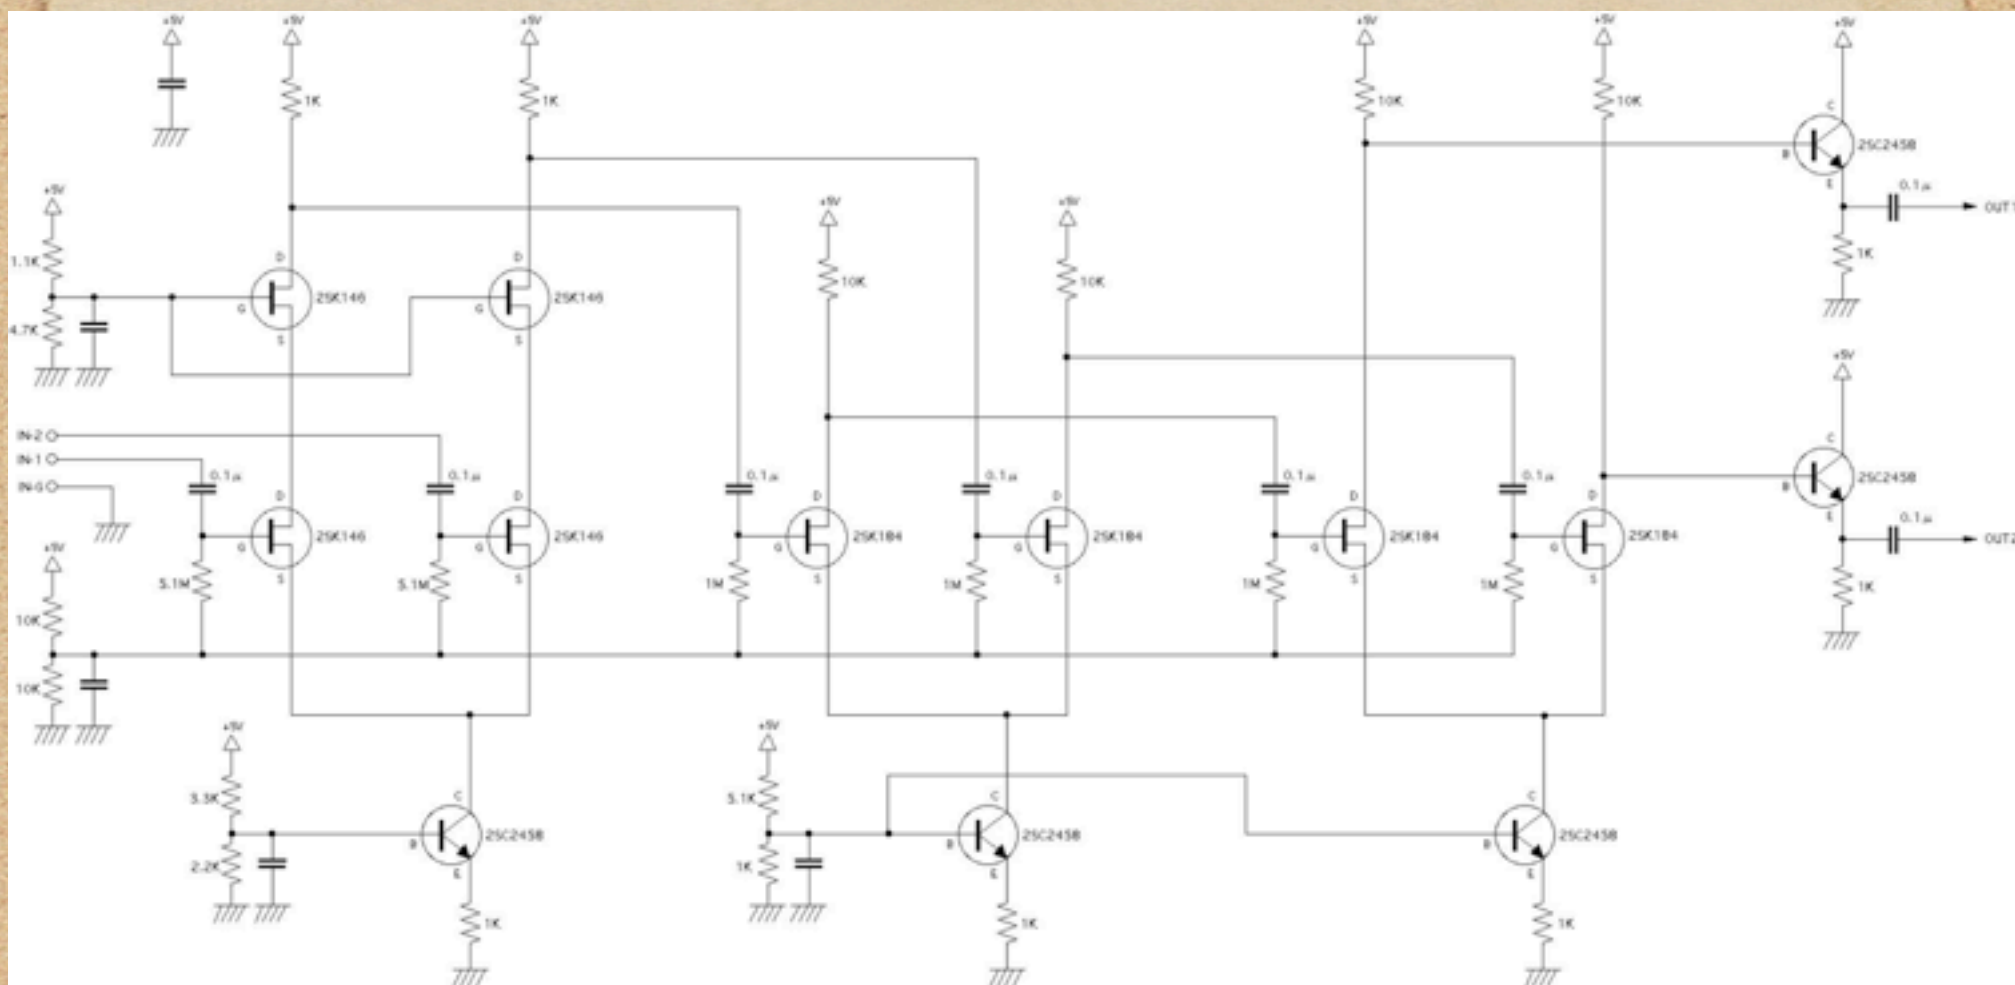 +5V +5V +5V +5V +5V +5V
1K 1K 10K 10K
C
2SC2458
B
E
0.1μ
OUT1
1K
+5V +5V +5V
1.1K
D D
2SK146 2SK146
G G
S S
10K 10K
4.7K
+5V
C
2SC2458
B
E
0.1μ
OUT2
1K
IN-2
IN-1
IN-G
0.1μ 0.1μ 0.1μ 0.1μ 0.1μ 0.1μ
D D D D D D
2SK146 2SK146 2SK184 2SK184 2SK184 2SK184
G G G G G G
S S S S S S
+5V
5.1M 5.1M 1M 1M 1M 1M
10K
10K
+5V +5V
3.3K 5.1K
C C C
2SC2458 2SC2458 2SC2458
B B B
2.2K 1K
E E E
1K 1K 1K